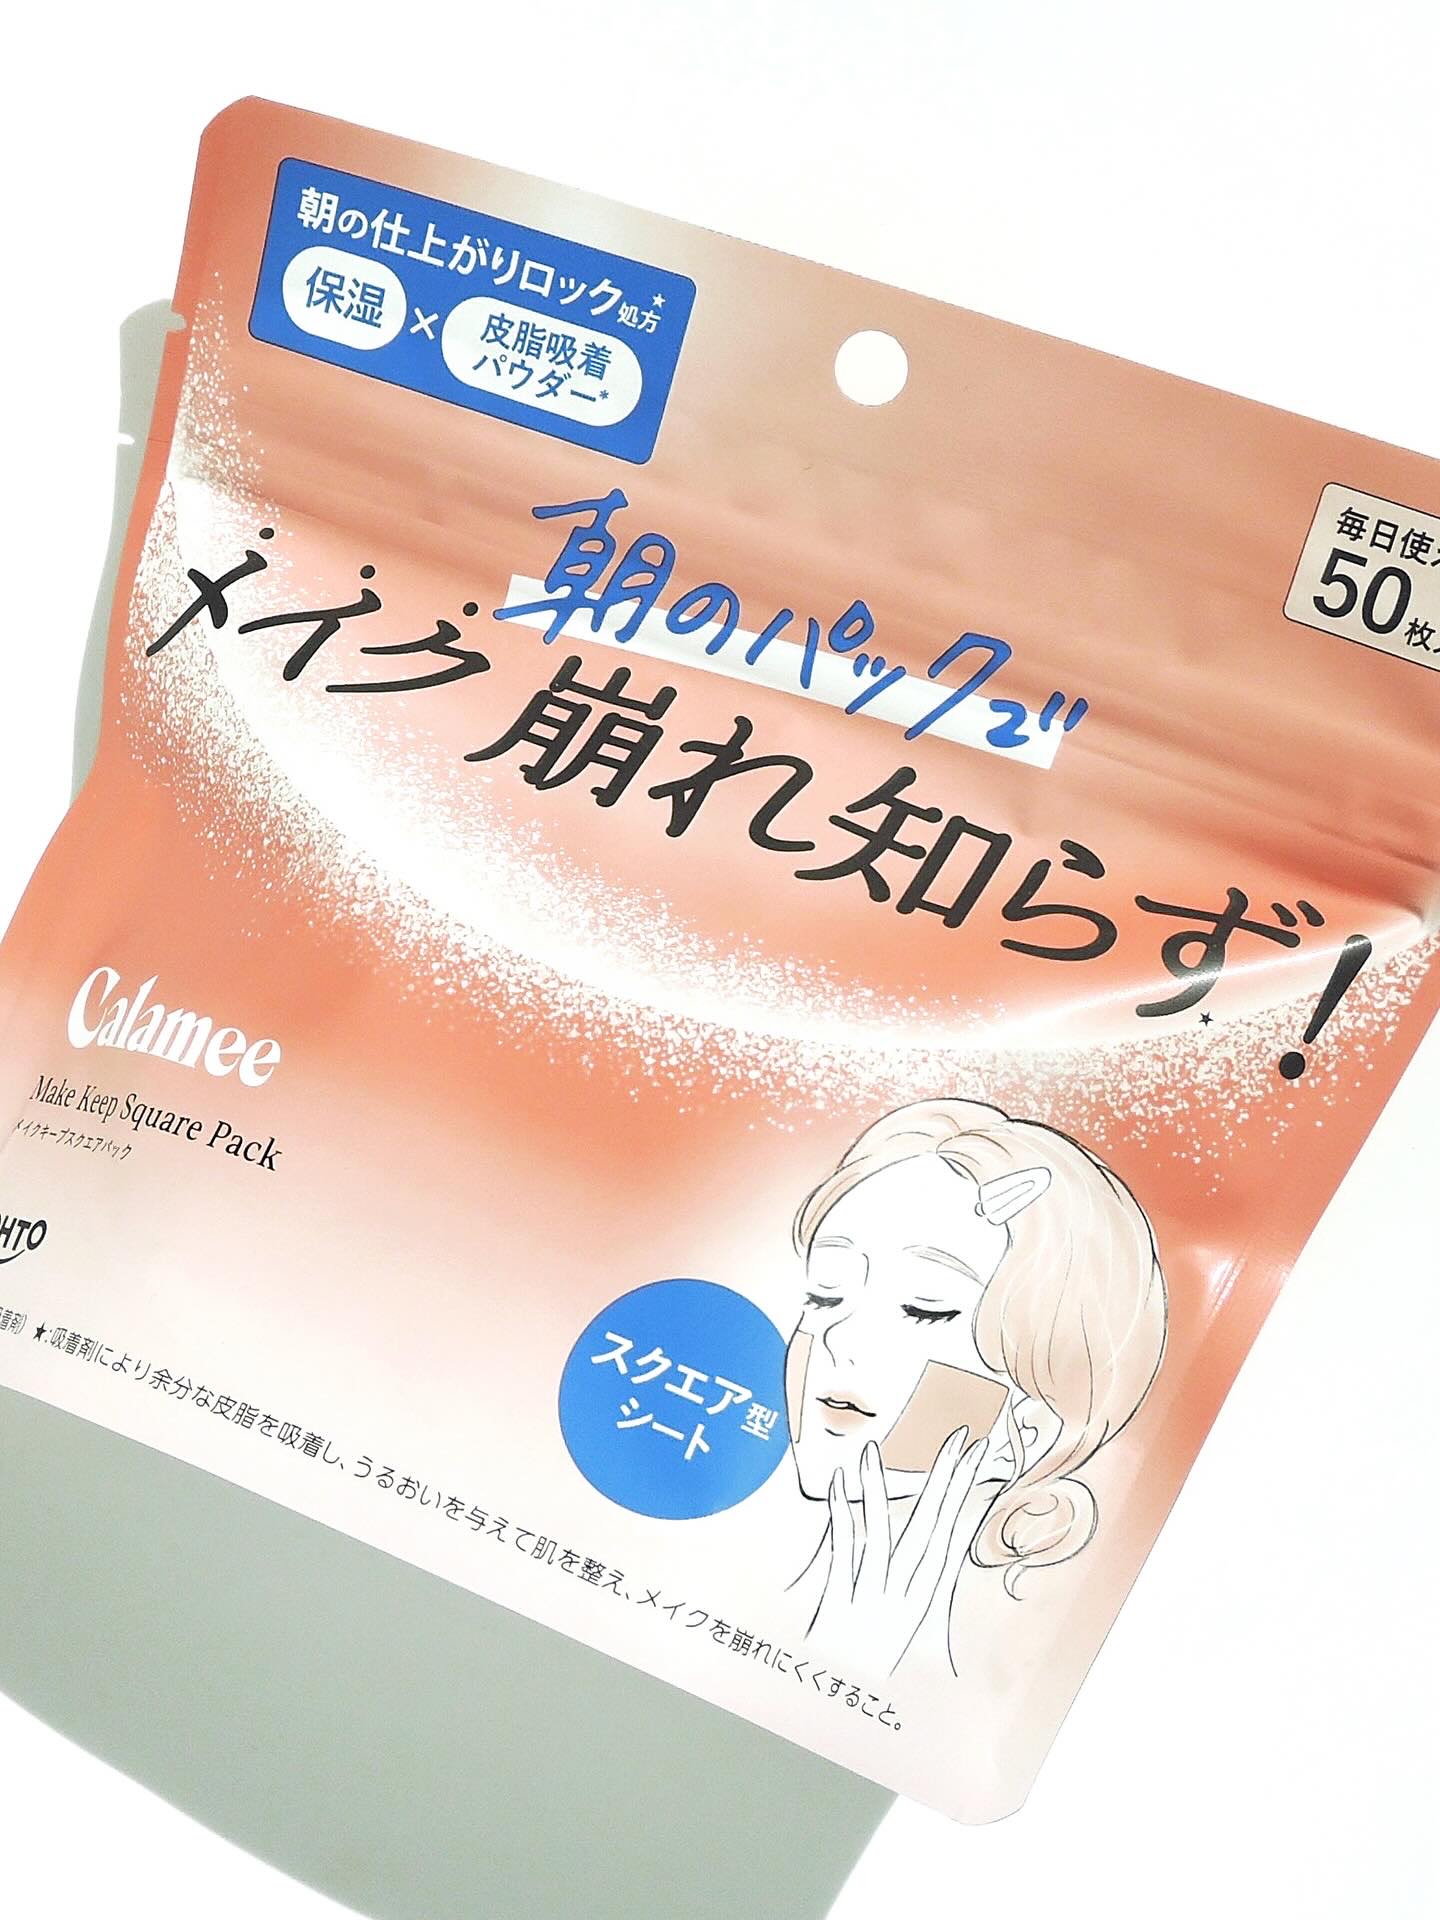 朝の仕上がりロック処方★
保湿×皮脂吸着
パウダー*
毎日使え
50枚入
朝のパックで
メイク崩れ知らず!
★
Calamee
Make Keep Square Pack
メイクキープスクエアパック
OHTO
スクエア型
シート
着剤) ★:吸着剤により余分な皮脂を吸着し、うるおいを与えて肌を整え、メイクを崩れにくくすること。